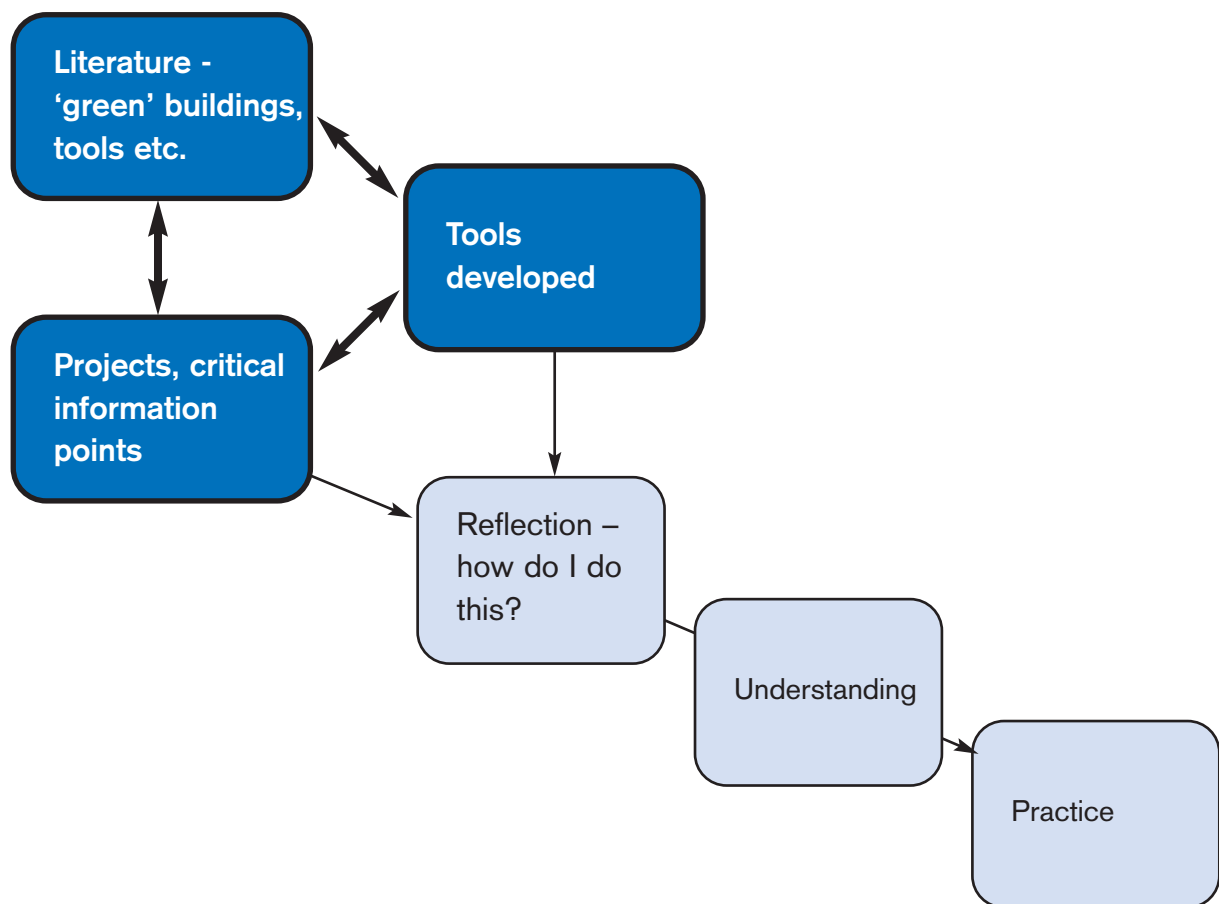 Literature -
‘green’ buildings,
tools etc.
Tools
developed
Projects, critical
information
points
Reflection –
how do I do
this?
Understanding
Practice